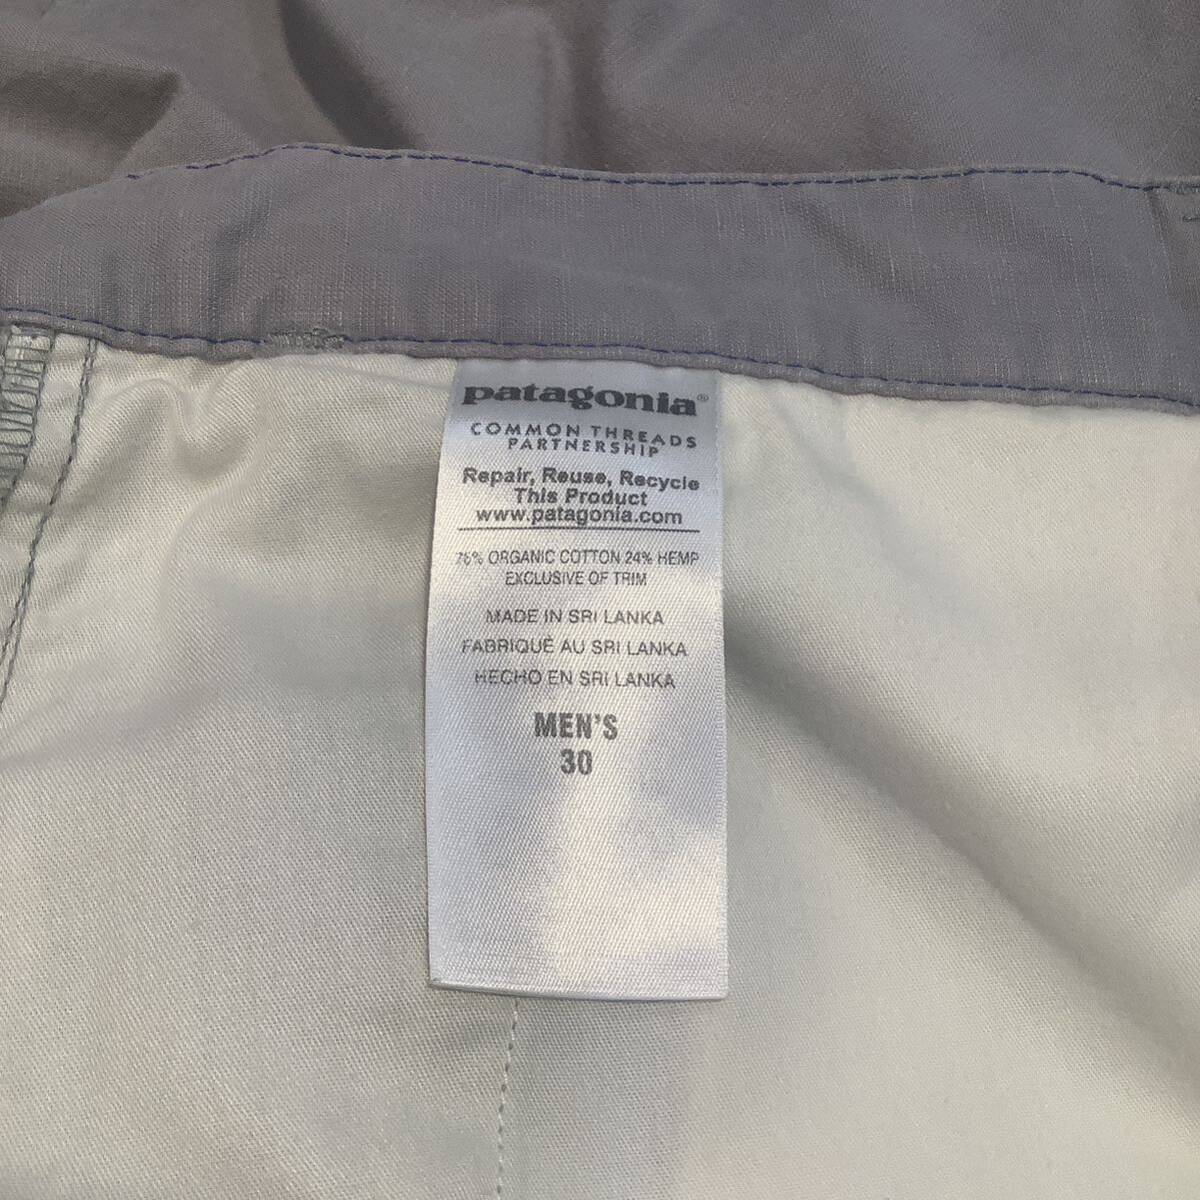 patagonia®
COMMON THREADS
PARTNERSHIP
Repair, Reuse, Recycle
This Product
www.patagonia.com
76% ORGANIC COTTON 24% HEMP
EXCLUSIVE OF TRIM
MADE IN SRI LANKA
FABRIQUÉ AU SRI LANKA
HECHO EN SRI LANKA
MEN'S
30